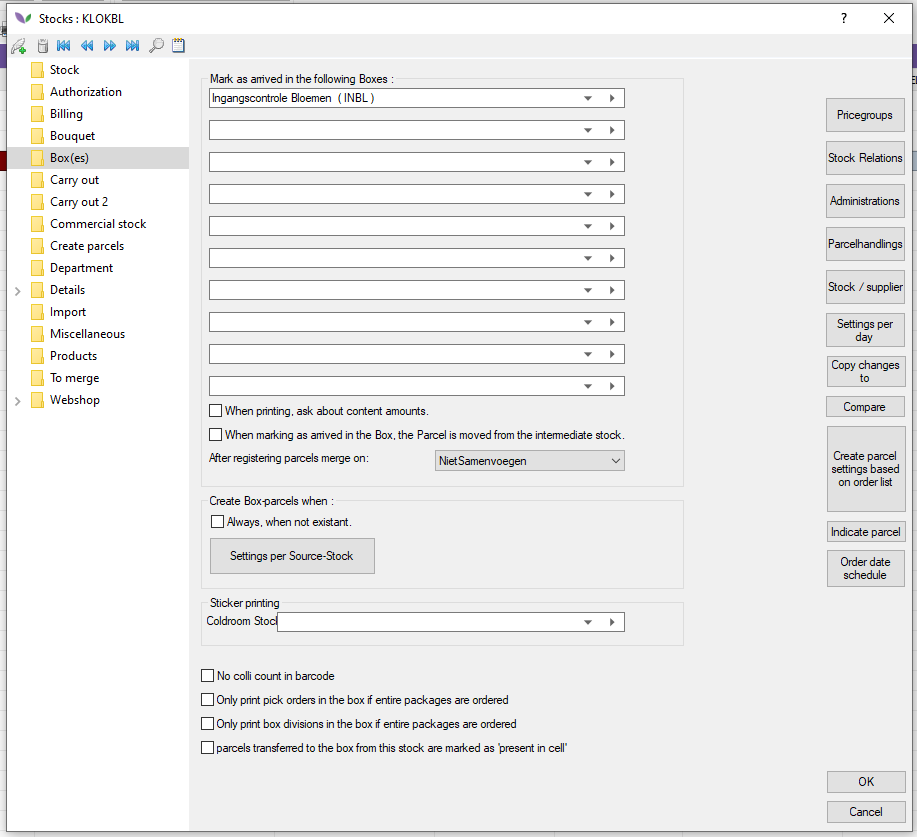 Stocks : KLOKBL
?
Stock
Authorization
Billing
Bouquet
Box(es)
Carry out
Carry out 2
Commercial stock
Create parcels
Department
Details
Import
Miscellaneous
Products
To merge
Webshop
Mark as arrived in the following Boxes :
Ingangscontrole Bloemen ( INBL )
When printing, ask about content amounts.
When marking as arrived in the Box, the Parcel is moved from the intermediate stock.
After registering parcels merge on:
NietSamenvoegen
Create Box-parcels when :
Always, when not existant.
Settings per Source-Stock
Sticker printing
Coldroom Stock
No colli count in barcode
Only print pick orders in the box if entire packages are ordered
Only print box divisions in the box if entire packages are ordered
parcels transferred to the box from this stock are marked as 'present in cell'
Pricegroups
Stock Relations
Administrations
Parcelhandlings
Stock / supplier
Settings per
day
Copy changes
to
Compare
Create parcel
settings based
on order list
Indicate parcel
Order date
schedule
OK
Cancel